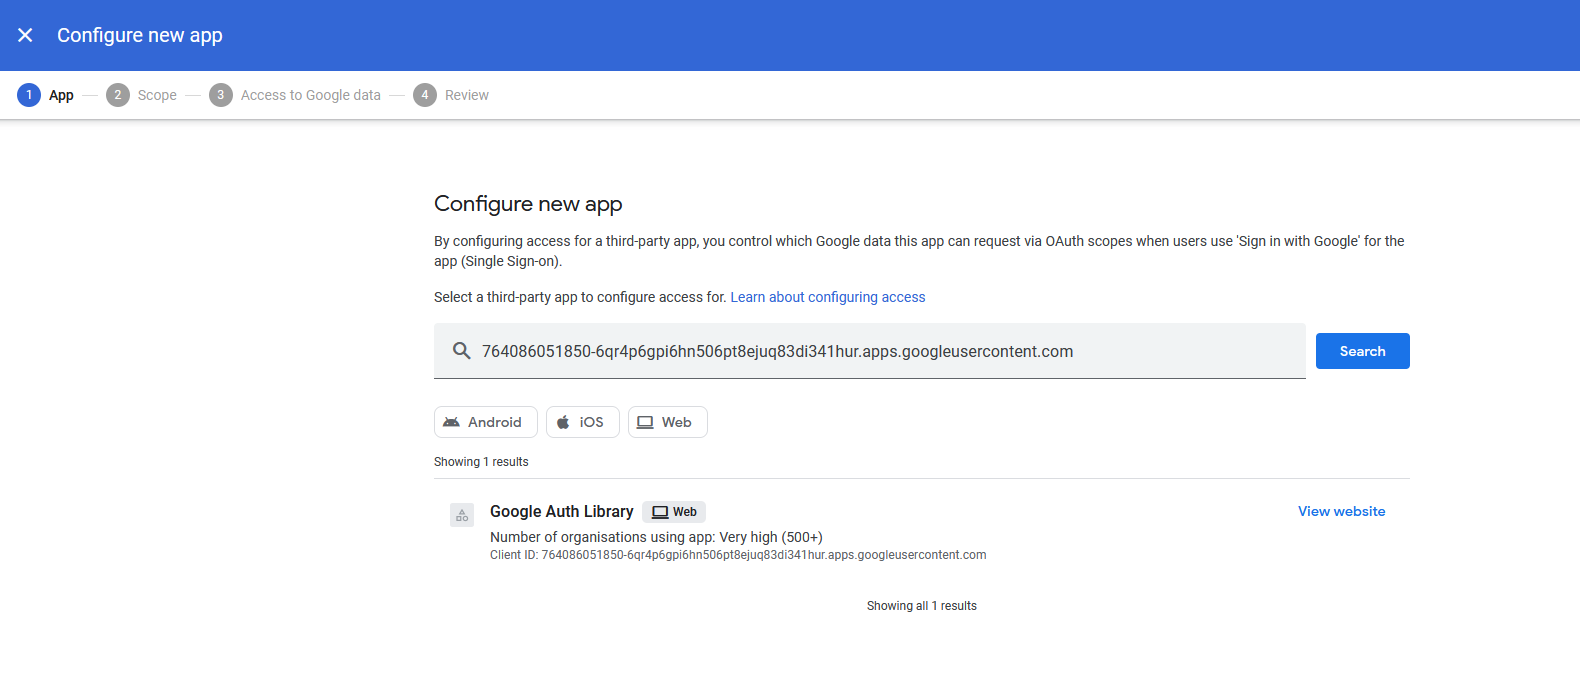 Configure new app
1 App 2 Scope 3 Access to Google data 4 Review
Configure new app
By configuring access for a third-party app, you control which Google data this app can request via OAuth scopes when users use 'Sign in with Google' for the
app (Single Sign-on).
Select a third-party app to configure access for. Learn about configuring access
764086051850-6qr4p6gpi6hn506pt8ejuq83di341hur.apps.googleusercontent.com Search
Android iOS Web
Showing 1 results
Google Auth Library Web View website
Number of organisations using app: Very high (500+)
Client ID: 764086051850-6qr4p6gpi6hn506pt8ejuq83di341hur.apps.googleusercontent.com
Showing all 1 results